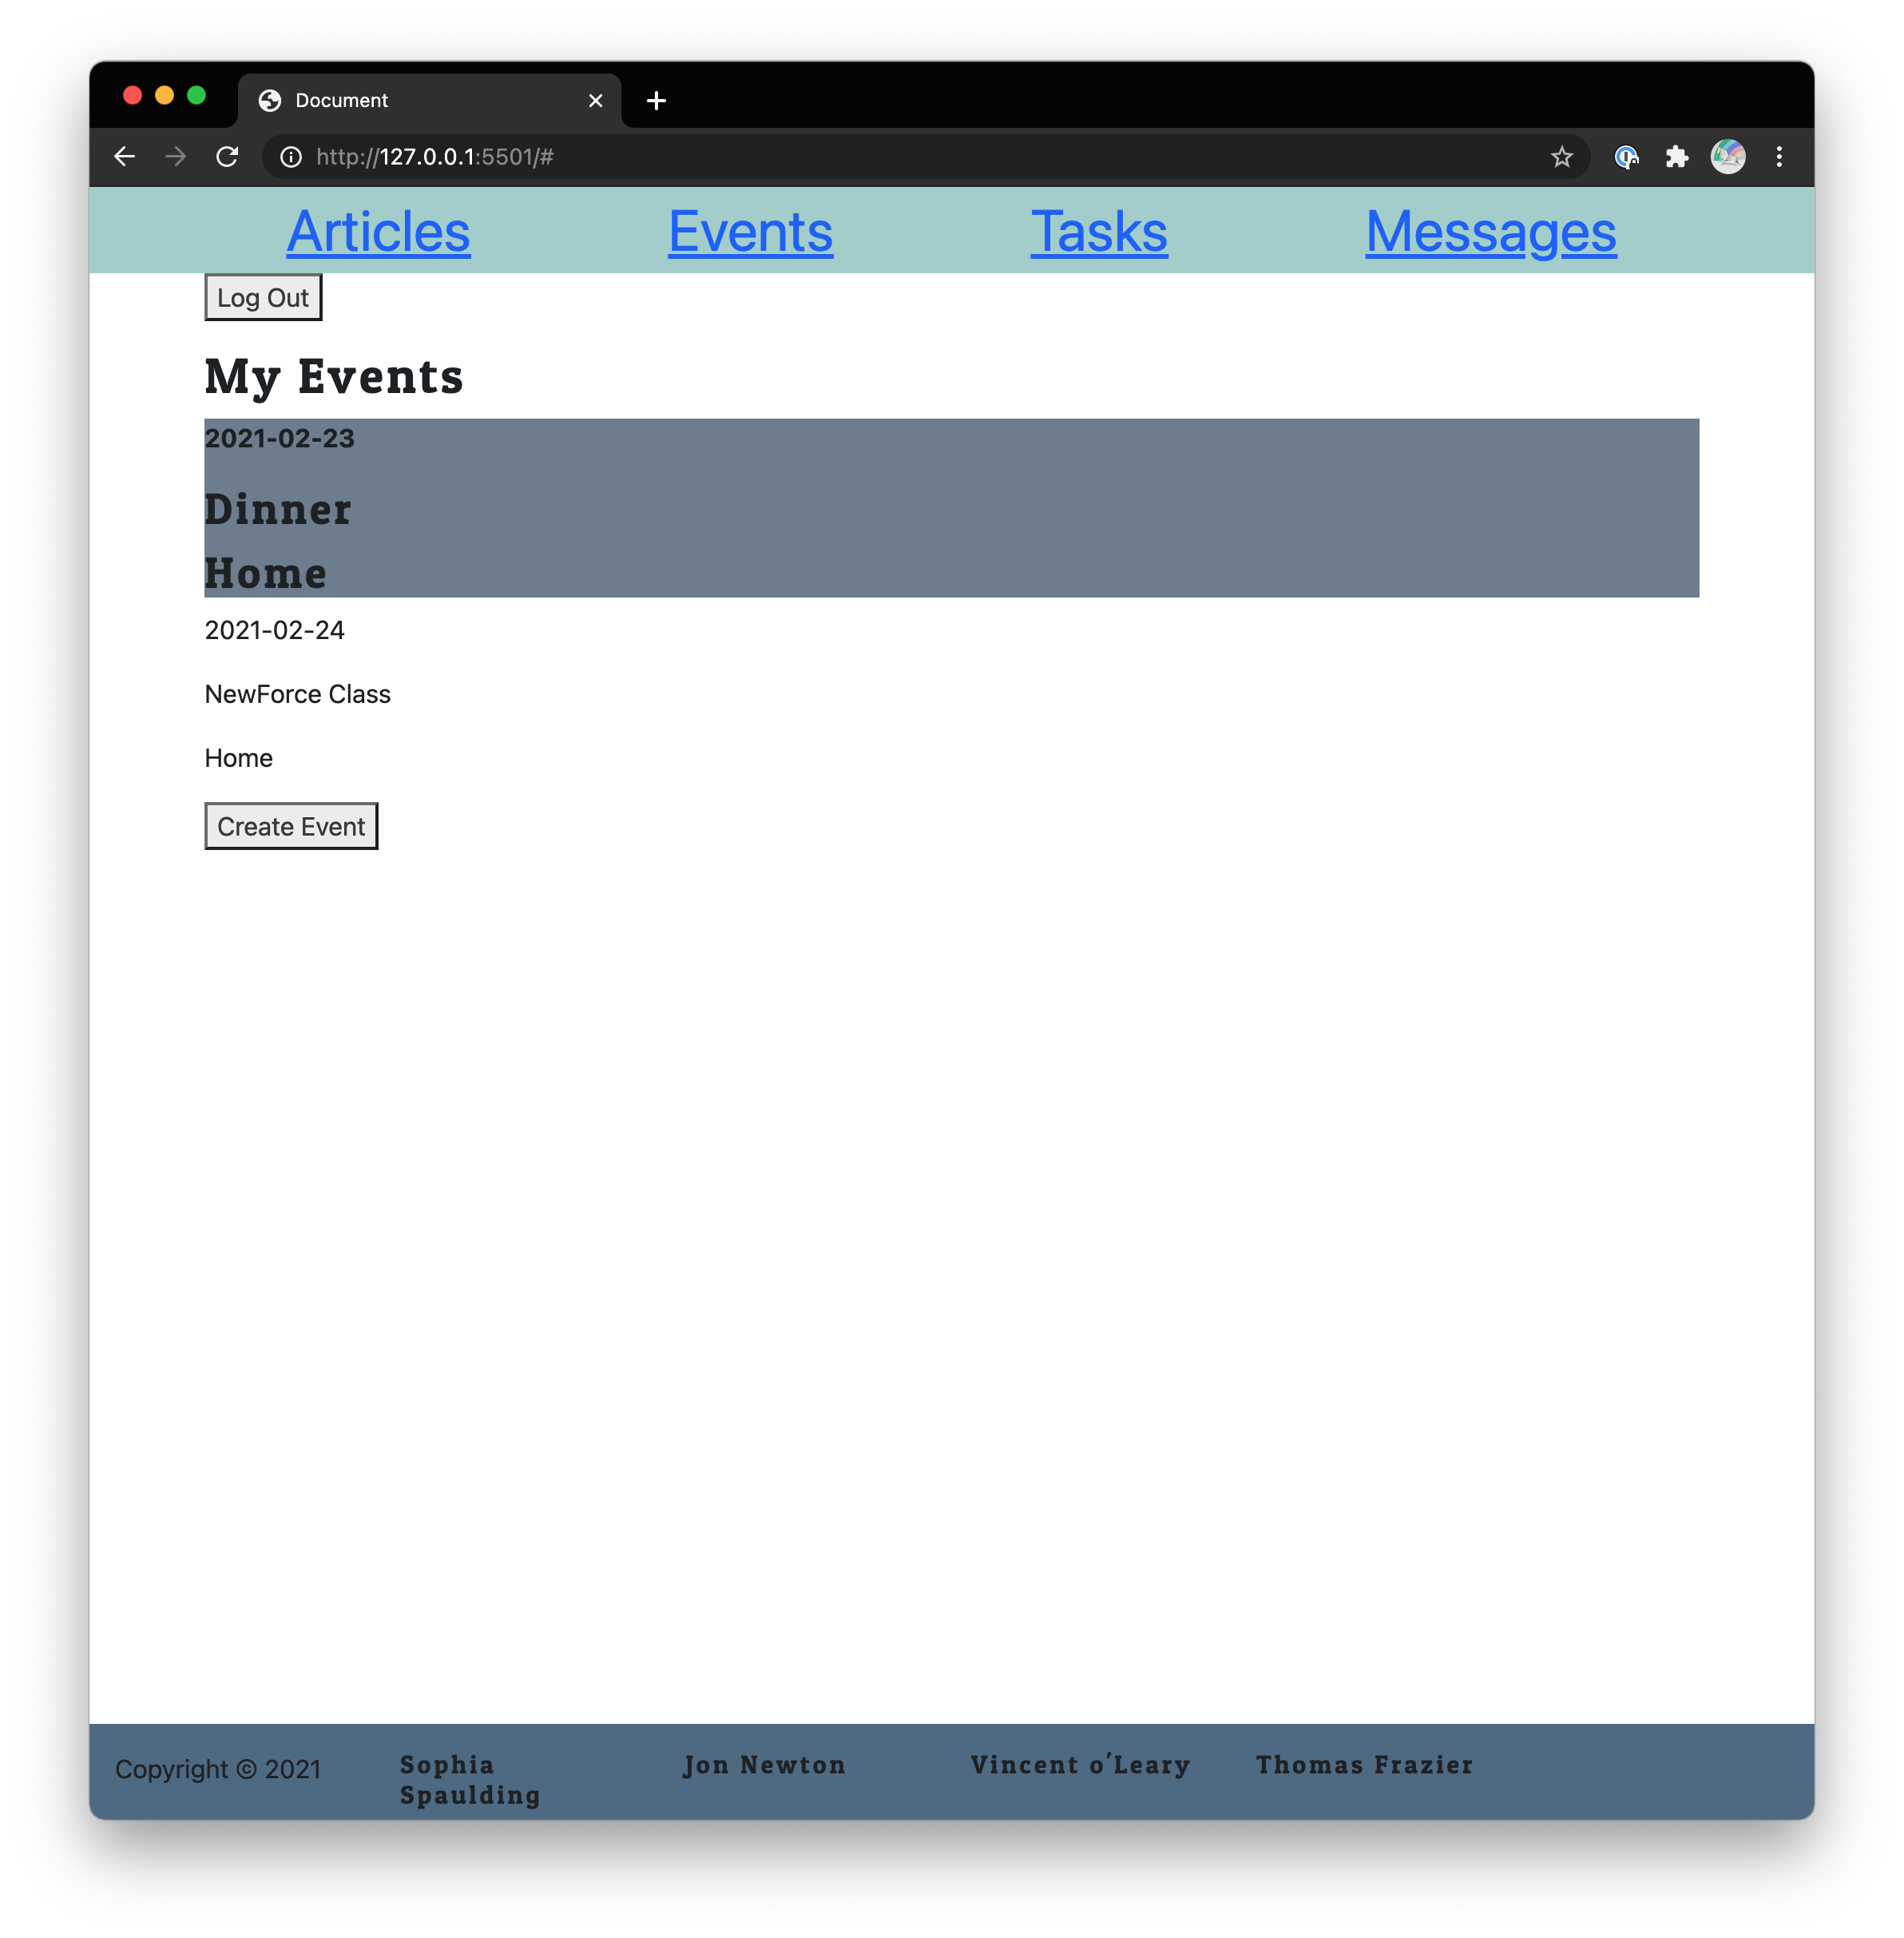 Document
http://127.0.0.1:5501/#
Articles Events Tasks Messages
Log Out
My Events
2021-02-23
Dinner
Home
2021-02-24
NewForce Class
Home
Create Event
Copyright © 2021
Sophia
Spaulding
Jon Newton
Vincent o'Leary
Thomas Frazier